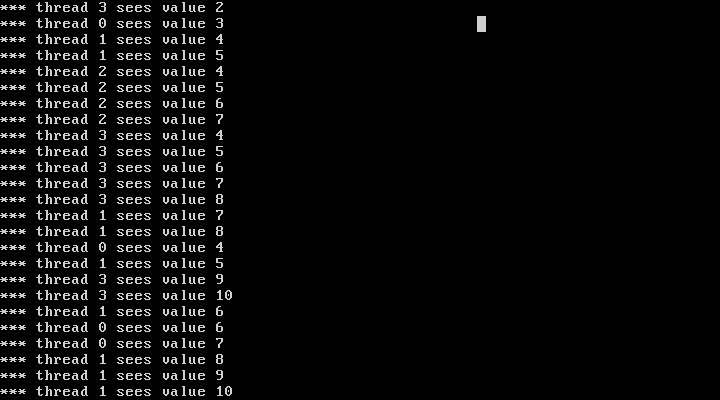 *** thread 3 sees value 2
*** thread 0 sees value 3
*** thread 1 sees value 4
*** thread 1 sees value 5
*** thread 2 sees value 4
*** thread 2 sees value 5
*** thread 2 sees value 6
*** thread 2 sees value 7
*** thread 3 sees value 4
*** thread 3 sees value 5
*** thread 3 sees value 6
*** thread 3 sees value 7
*** thread 3 sees value 8
*** thread 1 sees value 7
*** thread 1 sees value 8
*** thread 0 sees value 4
*** thread 1 sees value 5
*** thread 3 sees value 9
*** thread 3 sees value 10
*** thread 1 sees value 6
*** thread 0 sees value 6
*** thread 0 sees value 7
*** thread 1 sees value 8
*** thread 1 sees value 9
*** thread 1 sees value 10